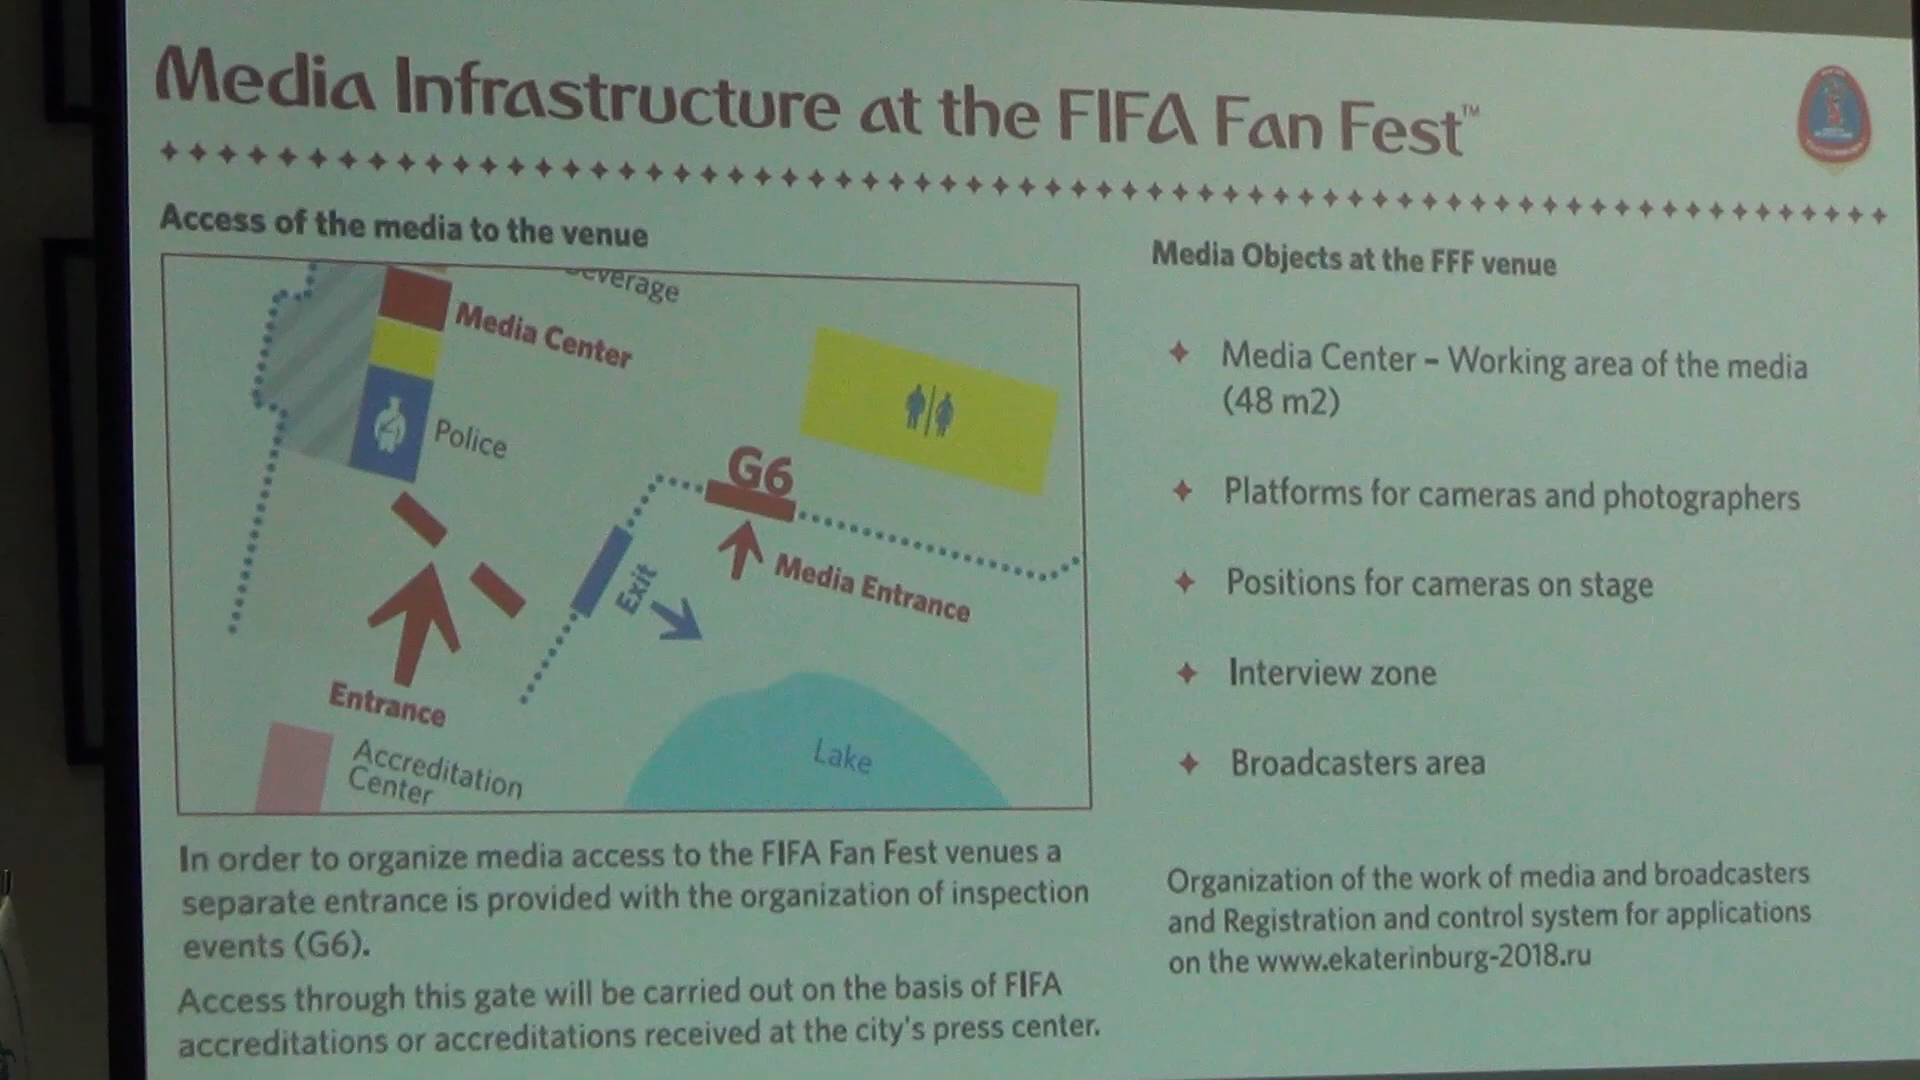 Media Infrastructure at the FIFA Fan Fest™
Access of the media to the venue
Media Center
Police
G6
Exit
Media Entrance
Entrance
Accreditation
Center
Lake
In order to organize media access to the FIFA Fan Fest venues a
separate entrance is provided with the organization of inspection
events (G6).
Access through this gate will be carried out on the basis of FIFA
accreditations or accreditations received at the city's press center.
Media Objects at the FFF venue
Media Center – Working area of the media
(48 m2)
Platforms for cameras and photographers
Positions for cameras on stage
Interview zone
Broadcasters area
Organization of the work of media and broadcasters
and Registration and control system for applications
on the www.ekaterinburg-2018.ru